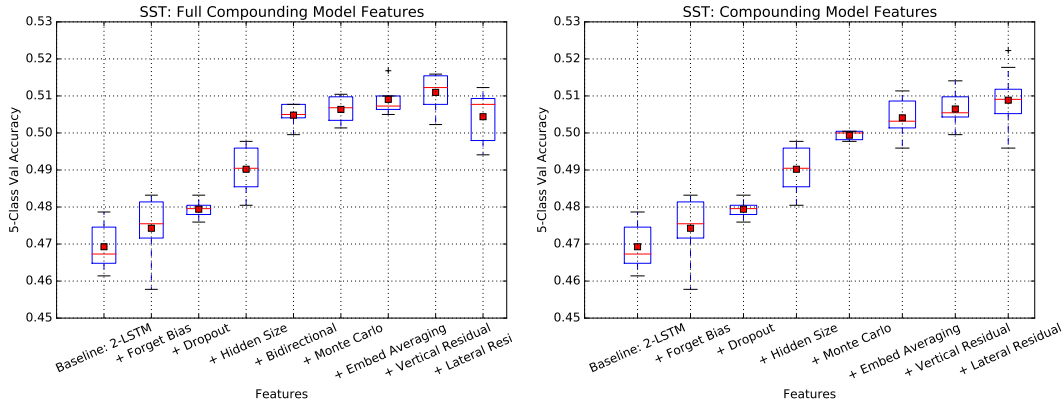 SST: Full Compounding Model Features
5-Class Val Accuracy
0.53
0.52
0.51
0.50
0.49
0.48
0.47
0.46
0.45
Baseline: 2-LSTM
+ Forget Bias
+ Dropout
+ Hidden Size
+ Bidirectional
+ Monte Carlo
+ Embed Averaging
+ Vertical Residual
+ Lateral Resi
Features
SST: Compounding Model Features
5-Class Val Accuracy
0.53
0.52
0.51
0.50
0.49
0.48
0.47
0.46
0.45
Baseline: 2-LSTM
+ Forget Bias
+ Dropout
+ Hidden Size
+ Monte Carlo
+ Embed Averaging
+ Vertical Residual
+ Lateral Residual
Features